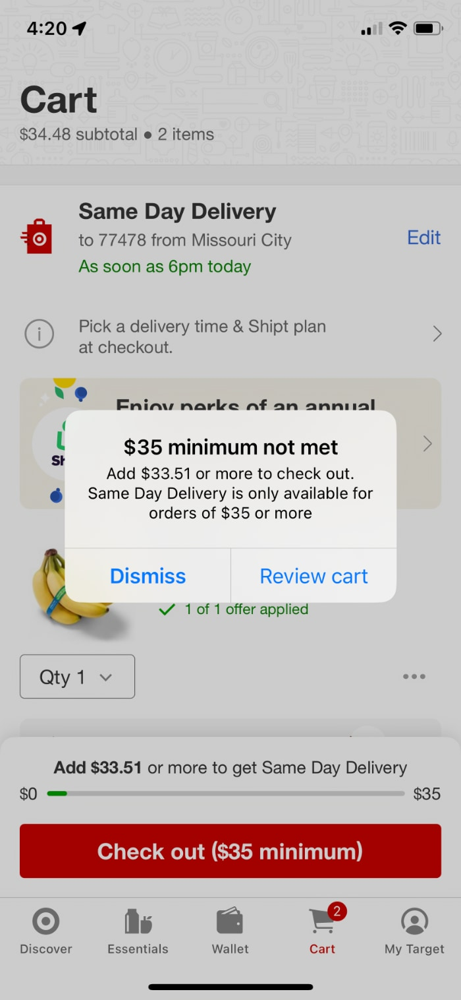 4:20
Cart
$34.48 subtotal • 2 items
Same Day Delivery
to 77478 from Missouri City
Edit
As soon as 6pm today
Pick a delivery time & Shipt plan
at checkout.
Enjoy perks of an annual
$35 minimum not met
Add $33.51 or more to check out.
Same Day Delivery is only available for
orders of $35 or more
Dismiss
Review cart
1 of 1 offer applied
Qty 1
Add $33.51 or more to get Same Day Delivery
$0
$35
Check out ($35 minimum)
2
Discover
Essentials
Wallet
Cart
My Target